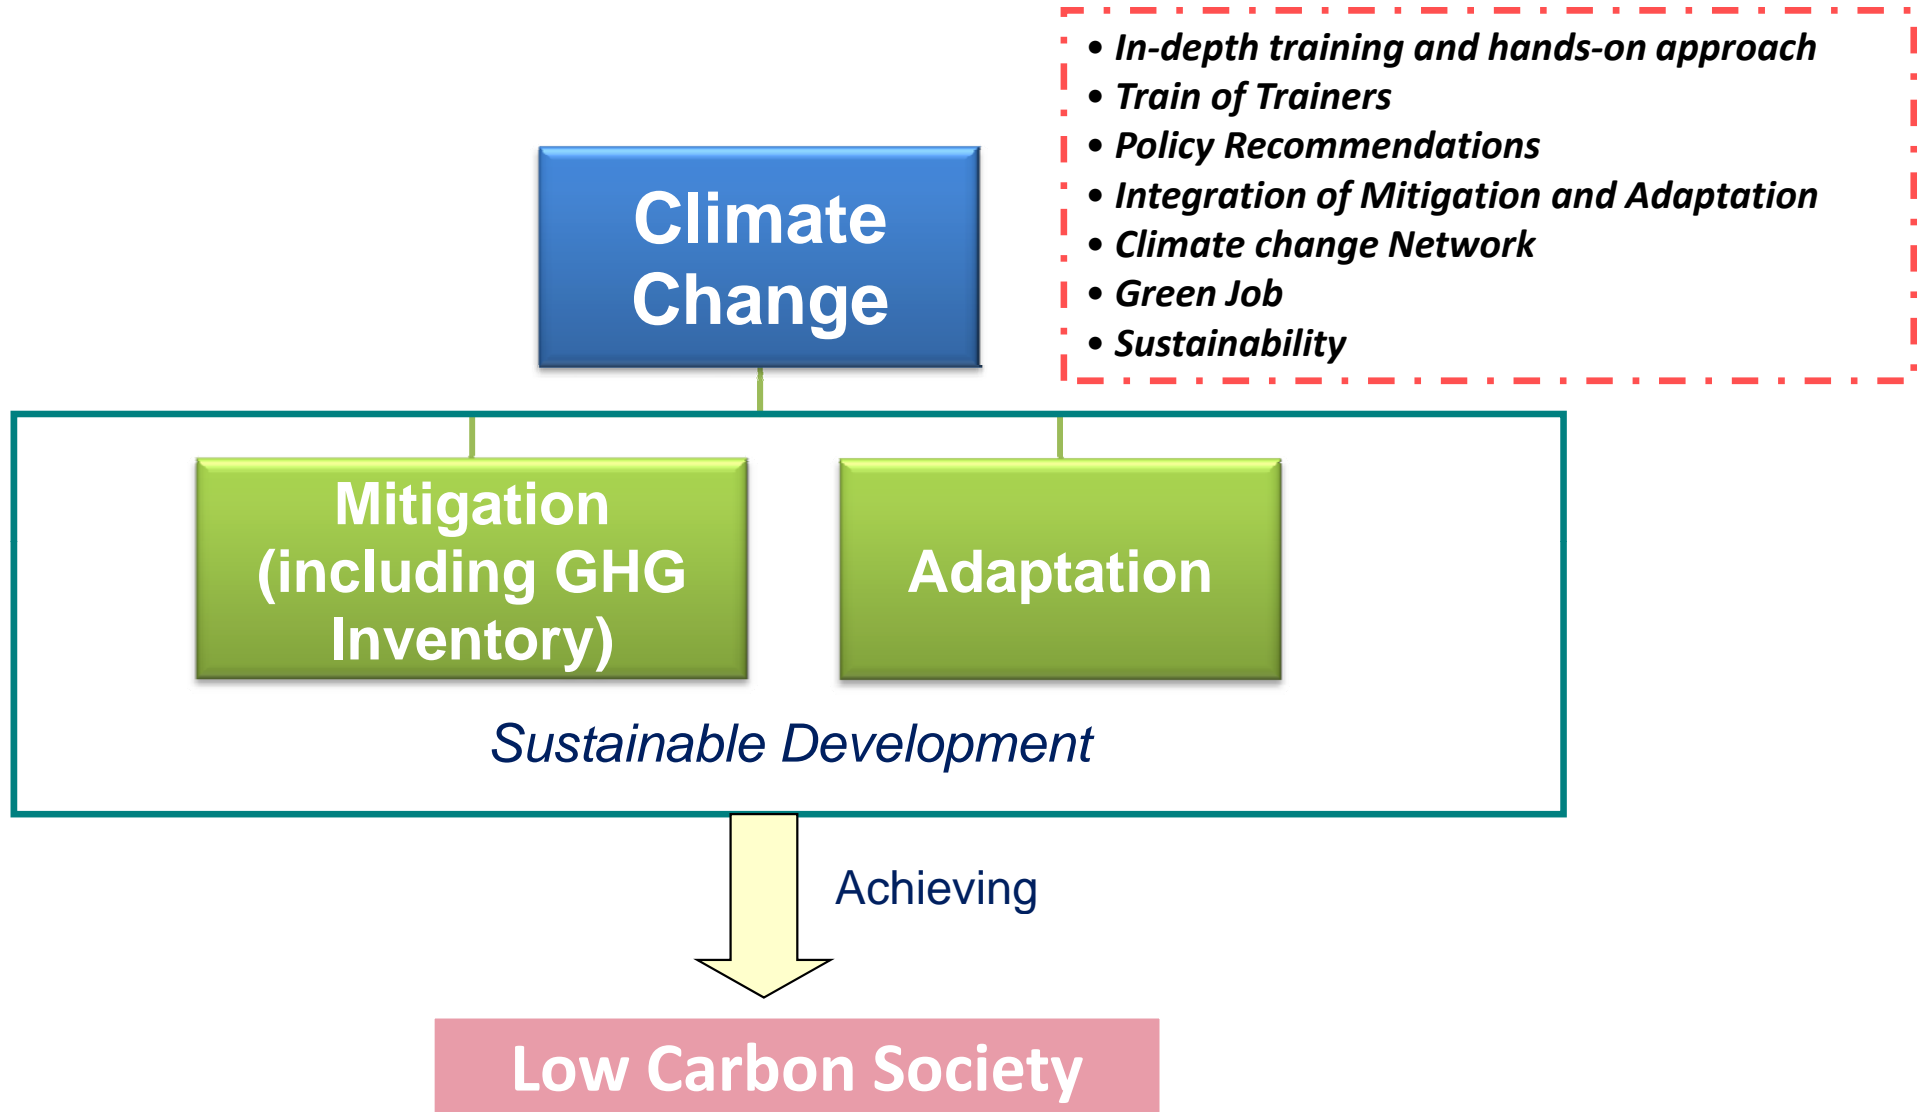 • In-depth training and hands-on approach
• Train of Trainers
• Policy Recommendations
• Integration of Mitigation and Adaptation
• Climate change Network
• Green Job
• Sustainability
Climate
Change
Mitigation
(including GHG
Inventory)
Adaptation
Sustainable Development
Achieving
Low Carbon Society